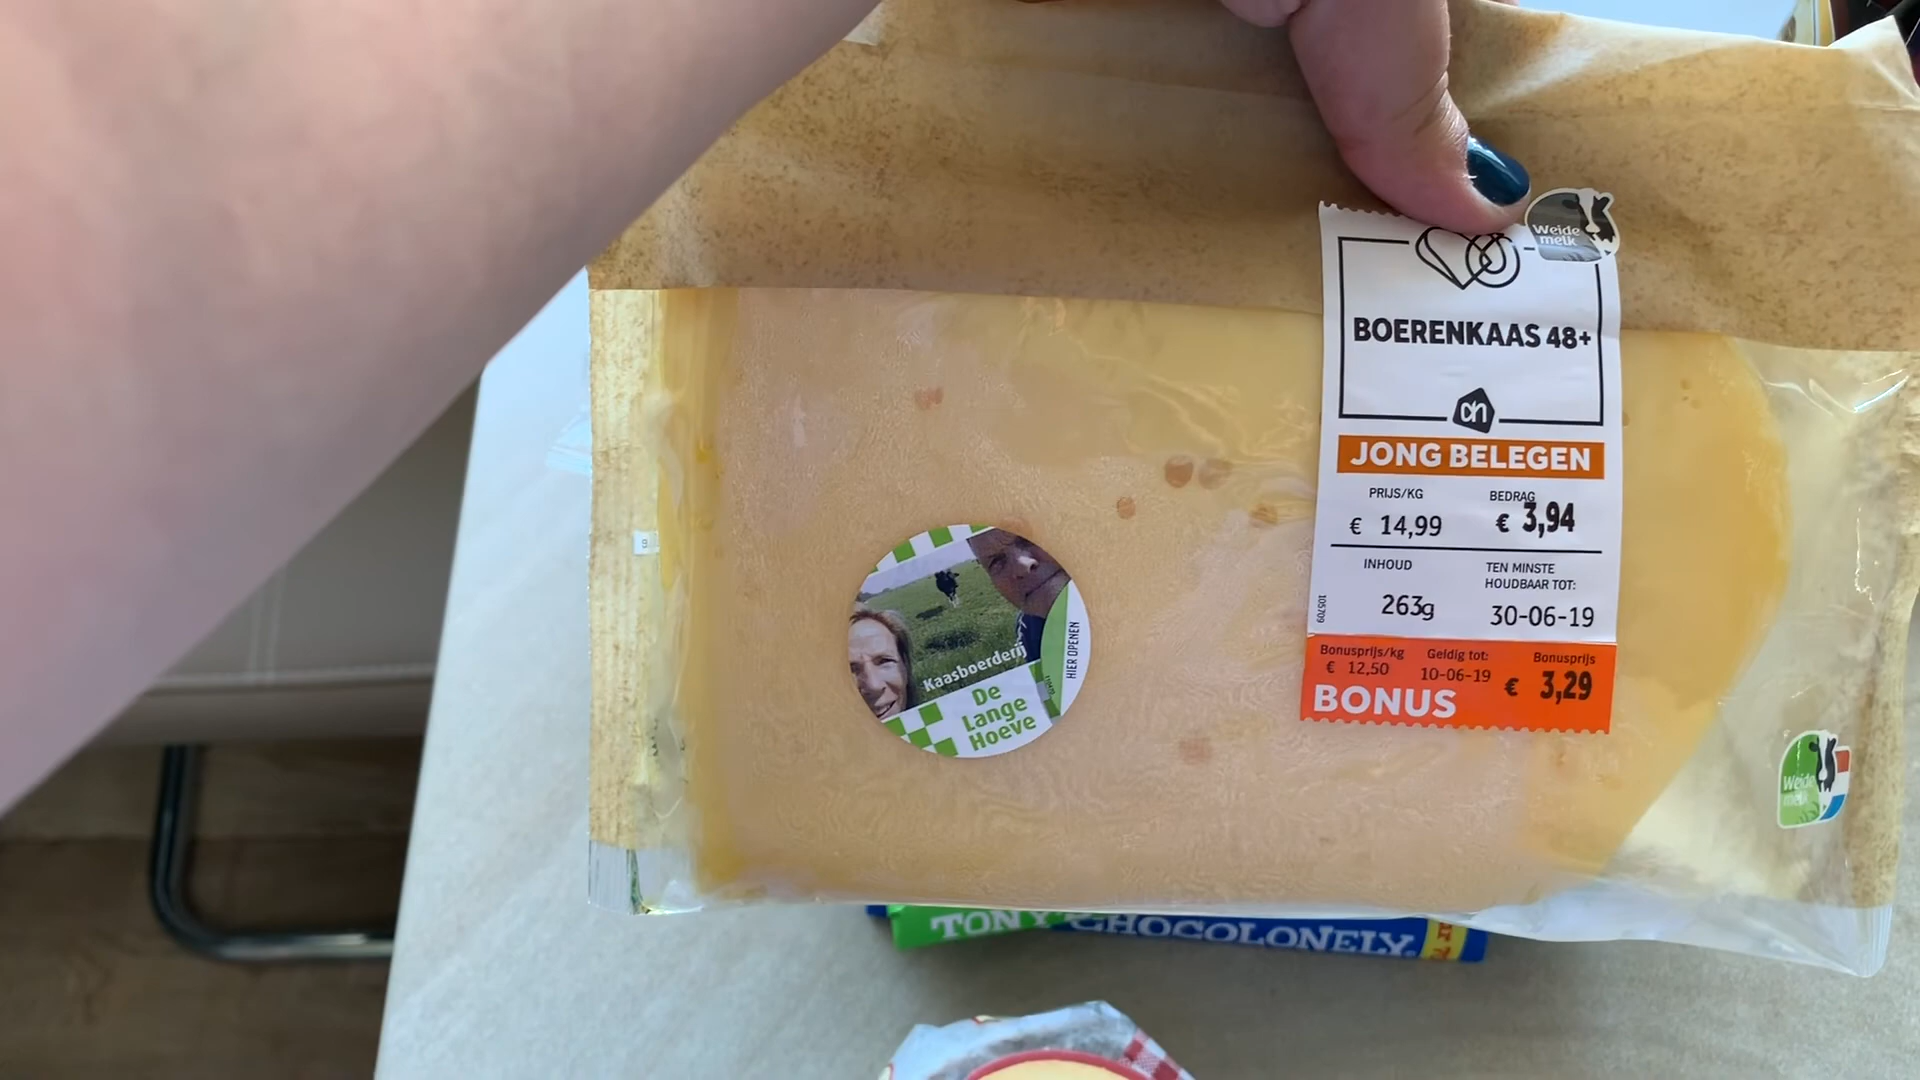 Weide
melk
BOERENKAAS 48+
ah
JONG BELEGEN
PRIJS/KG
BEDRAG
€ 14,99
€ 3,94
INHOUD
TEN MINSTE
HOUDBAAR TOT:
263g
30-06-19
105709
Bonusprijs/kg
Geldig tot:
Bonusprijs
€ 12,50
10-06-19
€ 3,29
BONUS
Kaasboerderij
De
Lange
Hoeve
HIER OPENEN
Weide
melk
TONY'S CHOCOLONELY